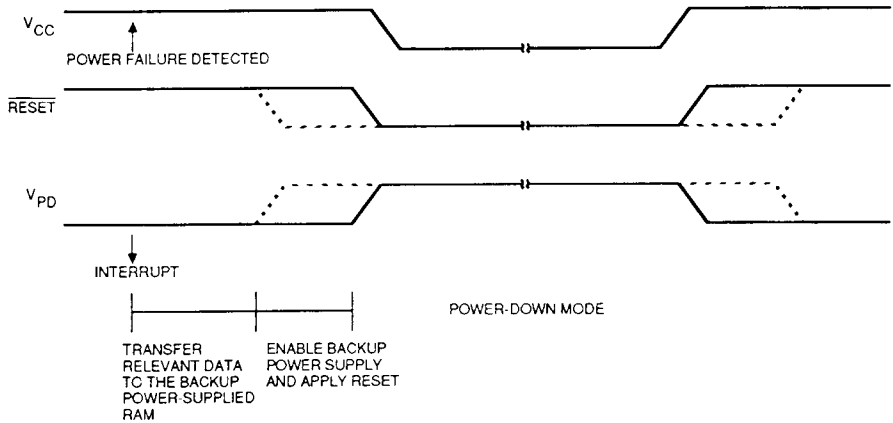 VCC
POWER FAILURE DETECTED
RESET
VPD
INTERRUPT
POWER-DOWN MODE
TRANSFER
RELEVANT DATA
TO THE BACKUP
POWER-SUPPLIED
RAM
ENABLE BACKUP
POWER SUPPLY
AND APPLY RESET